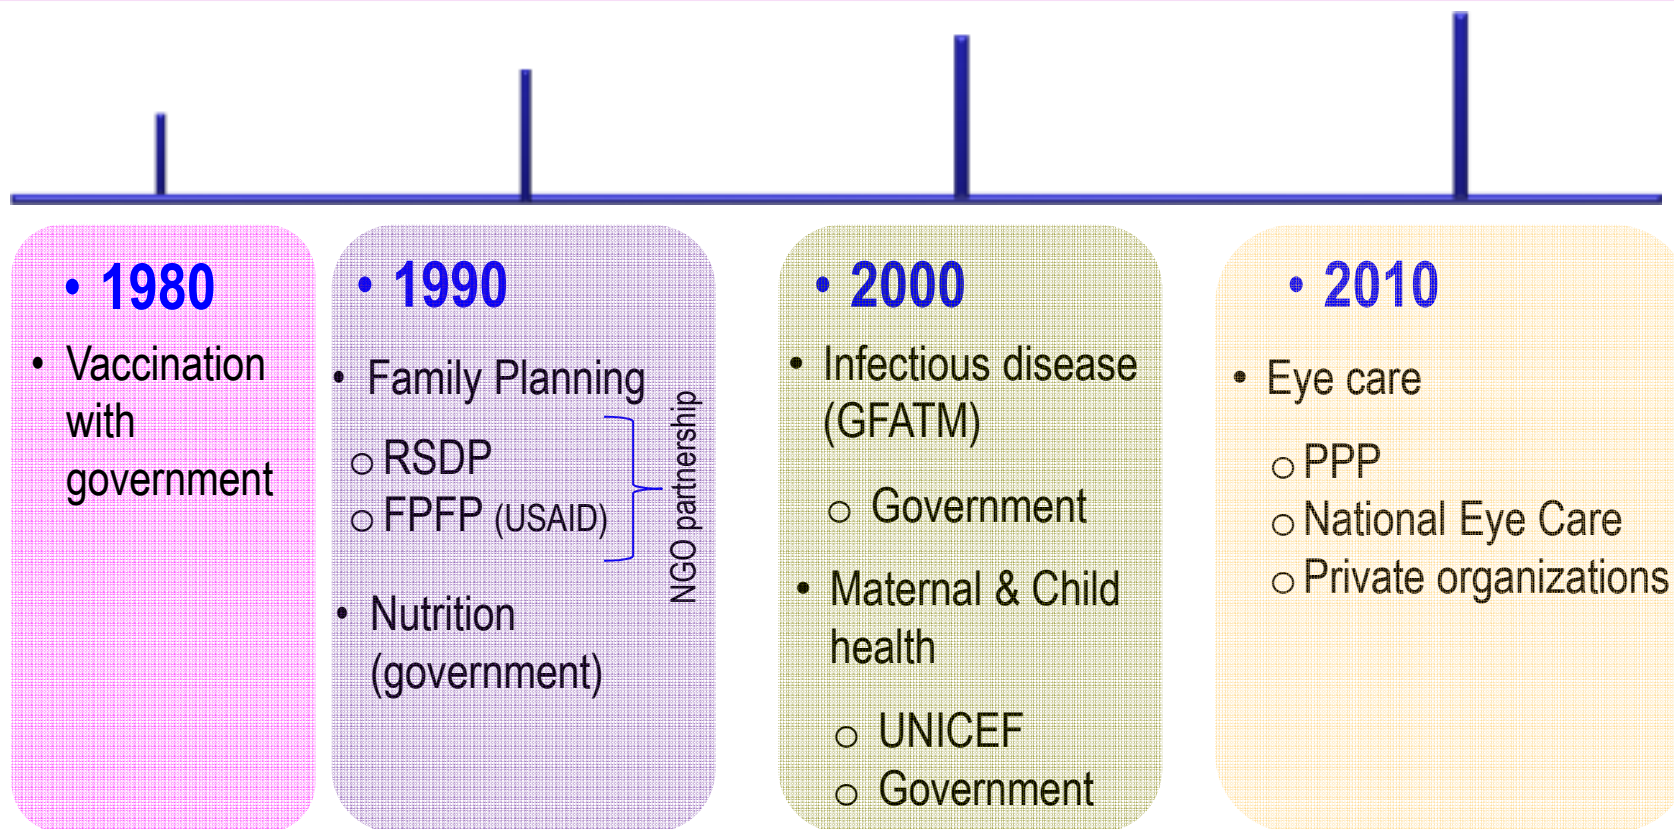 • 1980
• Vaccination
with
government
• 1990
• Family Planning
o RSDP
o FPFP (USAID)
NGO partnership
• Nutrition
(government)
• 2000
• Infectious disease
(GFATM)
o Government
• Maternal & Child
health
o UNICEF
o Government
• 2010
• Eye care
o PPP
o National Eye Care
o Private organizations